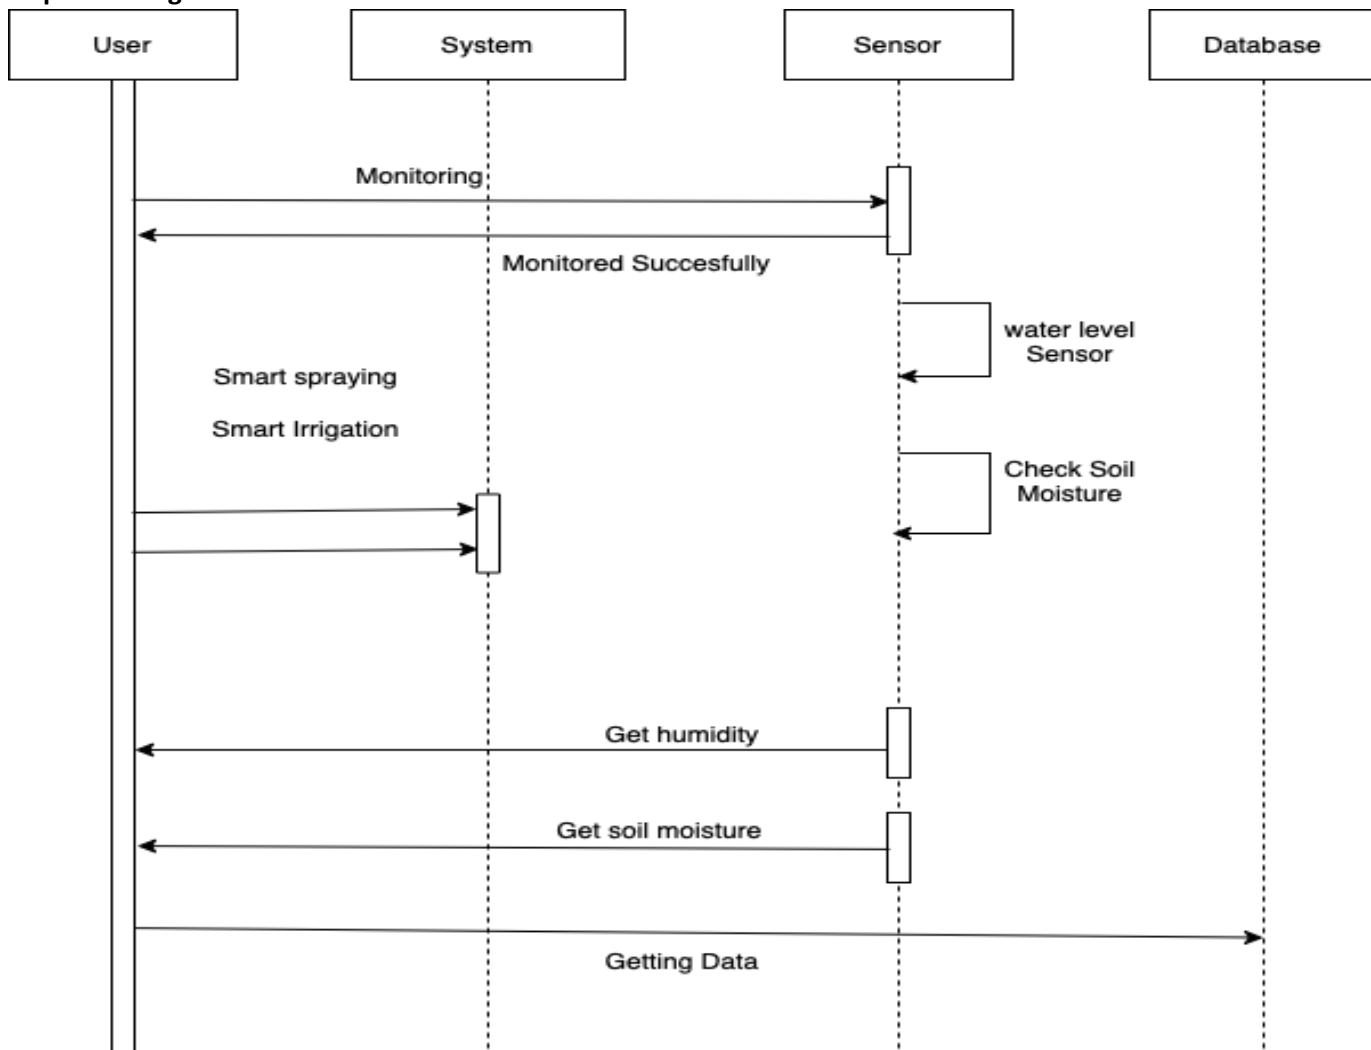 User
System
Sensor
Database
Monitoring
Monitored Succesfully
water level
Sensor
Smart spraying
Smart Irrigation
Check Soil
Moisture
Get humidity
Get soil moisture
Getting Data